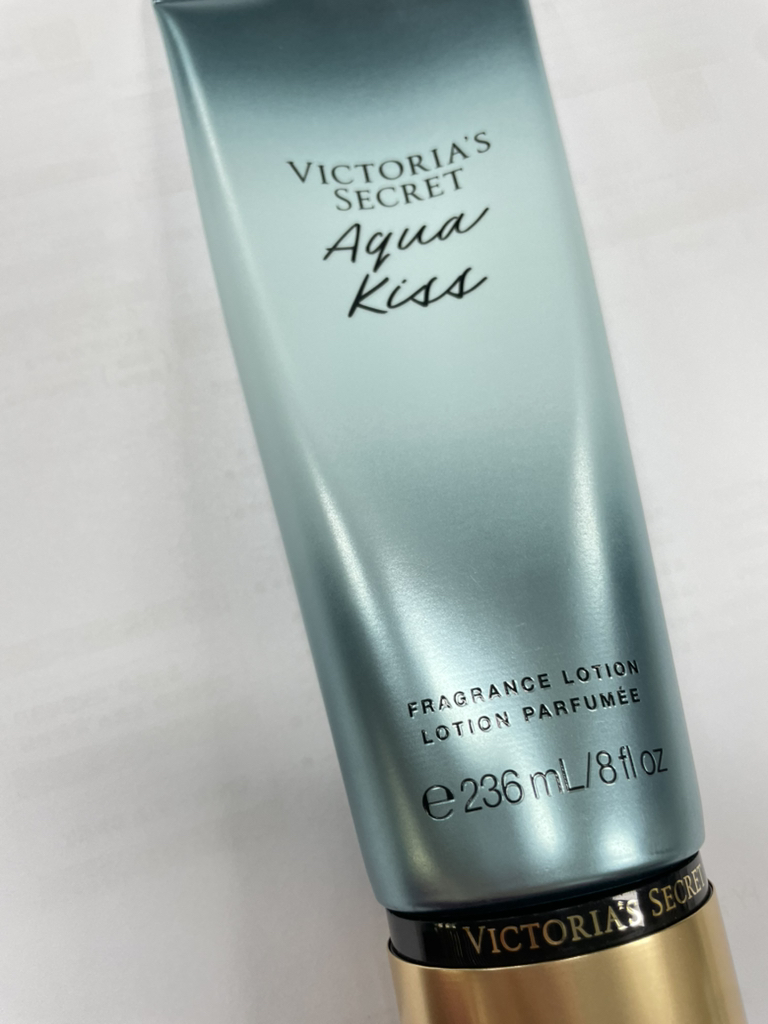 VICTORIA'S
SECRET
Aqua
Kiss
FRAGRANCE LOTION
LOTION PARFUMÉE
℮ 236 mL/8 fl oz
VICTORIA'S SECRET